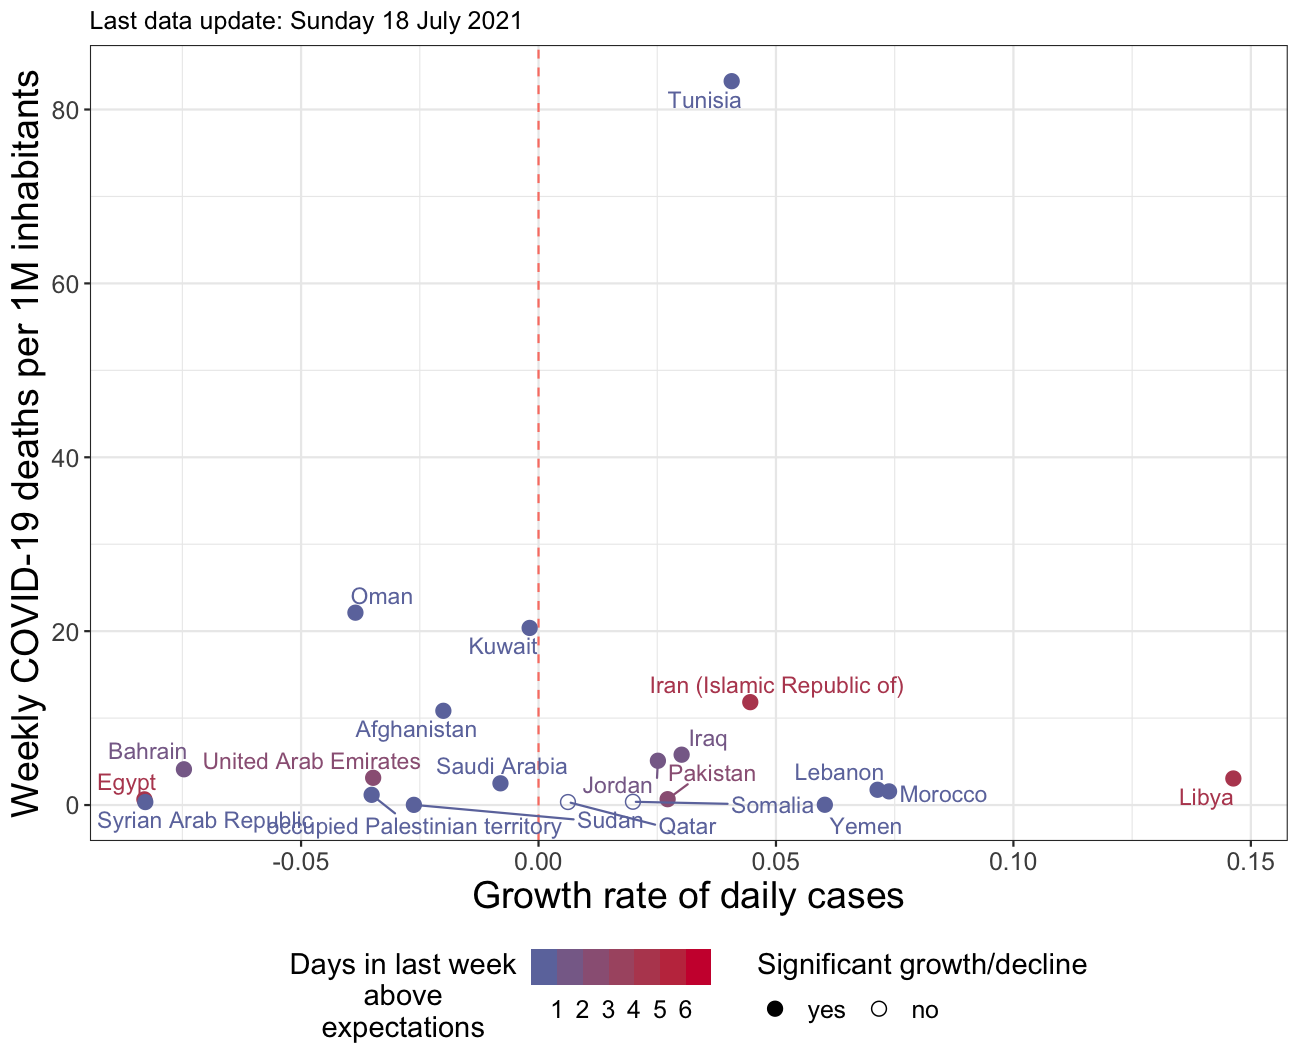 Last data update: Sunday 18 July 2021
Weekly COVID-19 deaths per 1M inhabitants
80
60
40
20
0
Tunisia
Oman
Kuwait
Iran (Islamic Republic of)
Afghanistan
Iraq
Bahrain
United Arab Emirates
Saudi Arabia
Pakistan
Lebanon
Egypt
Jordan
Morocco
Libya
Somalia
Syrian Arab Republic
occupied Palestinian territory
Sudan
Qatar
Yemen
-0.05
0.00
0.05
0.10
0.15
Growth rate of daily cases
Days in last week
above
expectations
1 2 3 4 5 6
Significant growth/decline
yes
no